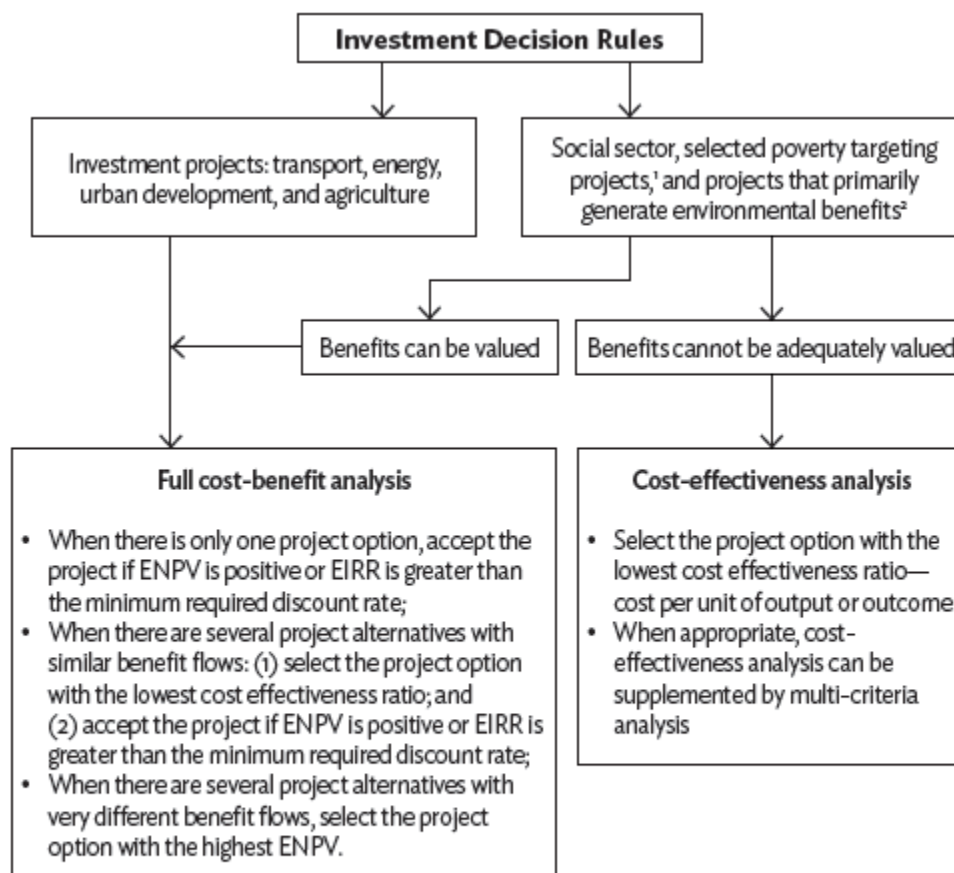 Investment Decision Rules
Investment projects: transport, energy,
urban development, and agriculture
Social sector, selected poverty targeting
projects,¹ and projects that primarily
generate environmental benefits²
Benefits can be valued
Benefits cannot be adequately valued
Full cost-benefit analysis
• When there is only one project option, accept the
project if ENPV is positive or EIRR is greater than
the minimum required discount rate;
• When there are several project alternatives with
similar benefit flows: (1) select the project option
with the lowest cost effectiveness ratio; and
(2) accept the project if ENPV is positive or EIRR is
greater than the minimum required discount rate;
• When there are several project alternatives with
very different benefit flows, select the project
option with the highest ENPV.
Cost-effectiveness analysis
• Select the project option with the
lowest cost effectiveness ratio—
cost per unit of output or outcome
• When appropriate, cost-
effectiveness analysis can be
supplemented by multi-criteria
analysis